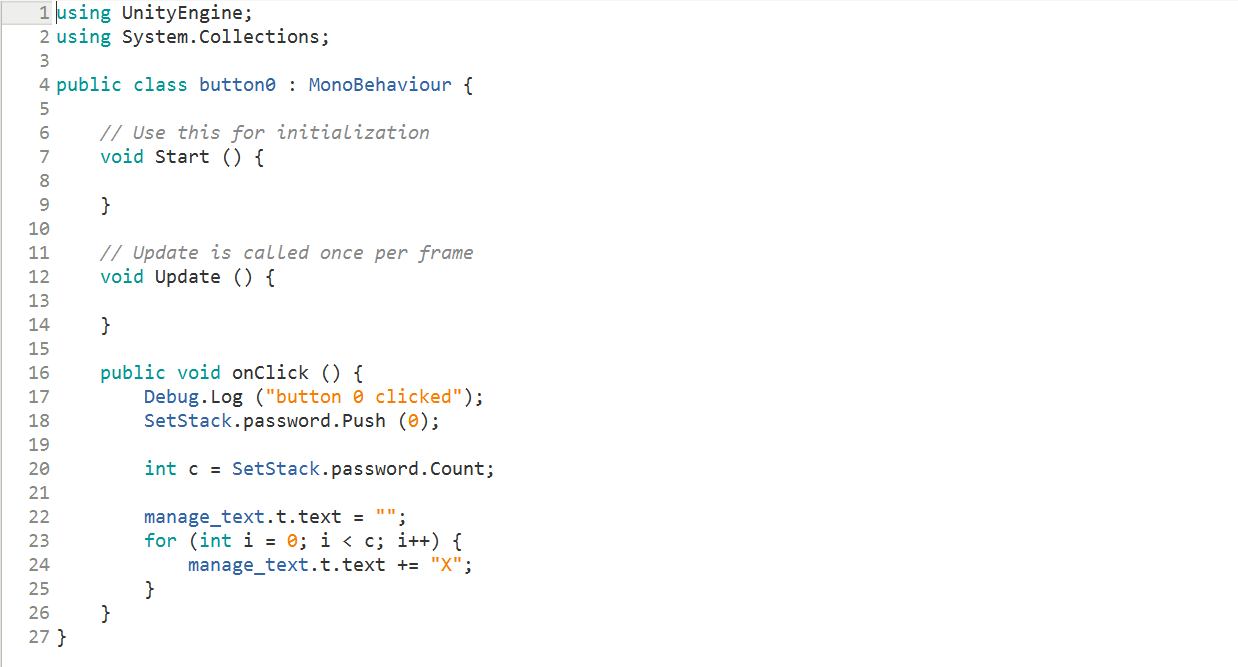 1 using UnityEngine;
2 using System.Collections;
3
4 public class button0 : MonoBehaviour {
5
6     // Use this for initialization
7     void Start () {
8
9     }
10
11     // Update is called once per frame
12     void Update () {
13
14     }
15
16     public void onClick () {
17         Debug.Log ("button 0 clicked");
18         SetStack.password.Push (0);
19
20         int c = SetStack.password.Count;
21
22         manage_text.t.text = "";
23         for (int i = 0; i < c; i++) {
24             manage_text.t.text += "X";
25         }
26     }
27 }